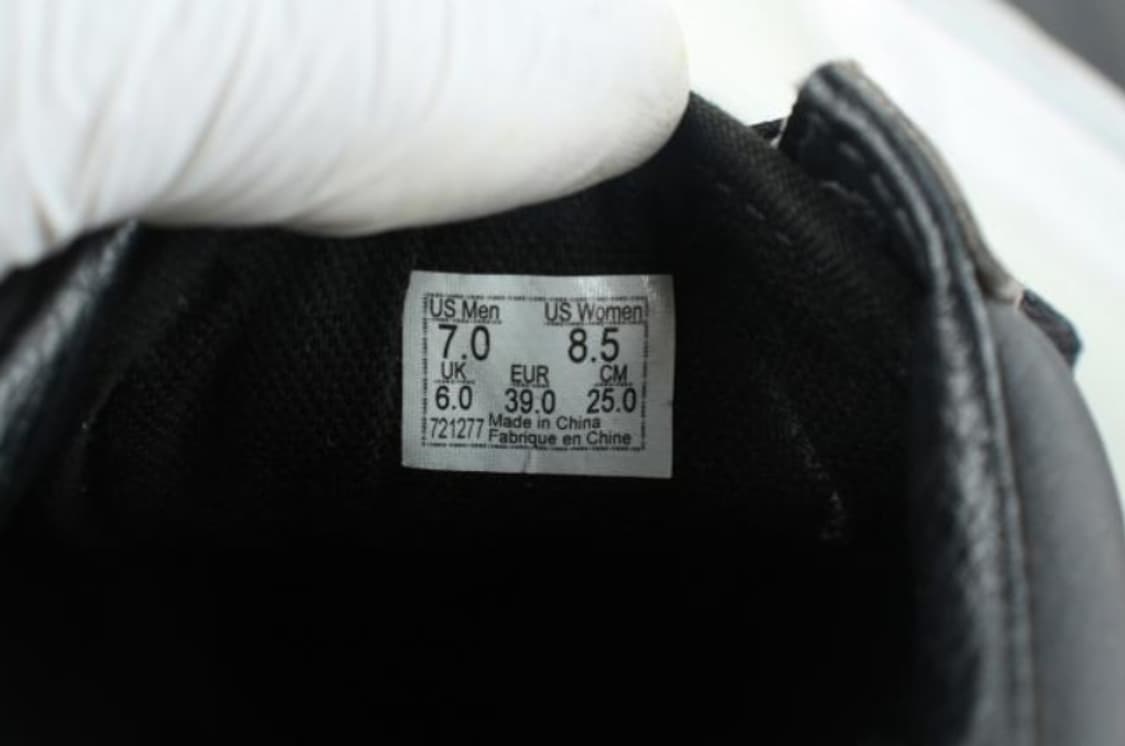 US Men US Women
7.0 8.5
UK EUR CM
6.0 39.0 25.0
721277 Made in China
Fabrique en Chine